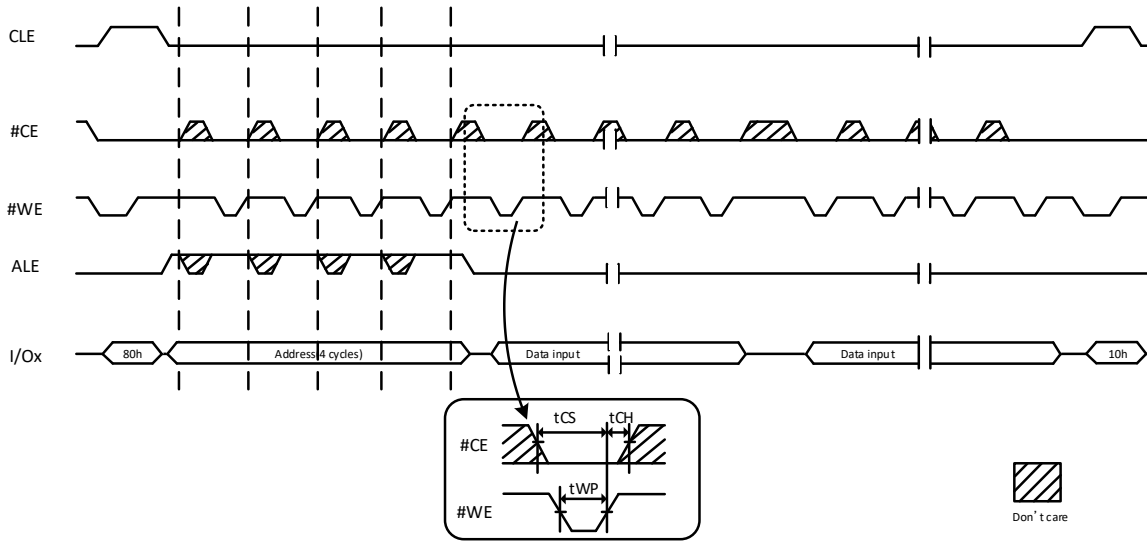 CLE
#CE
#WE
ALE
I/Ox
80h
Address(4 cycles)
Data input
Data input
10h
tCS
tCH
#CE
tWP
#WE
Don't care